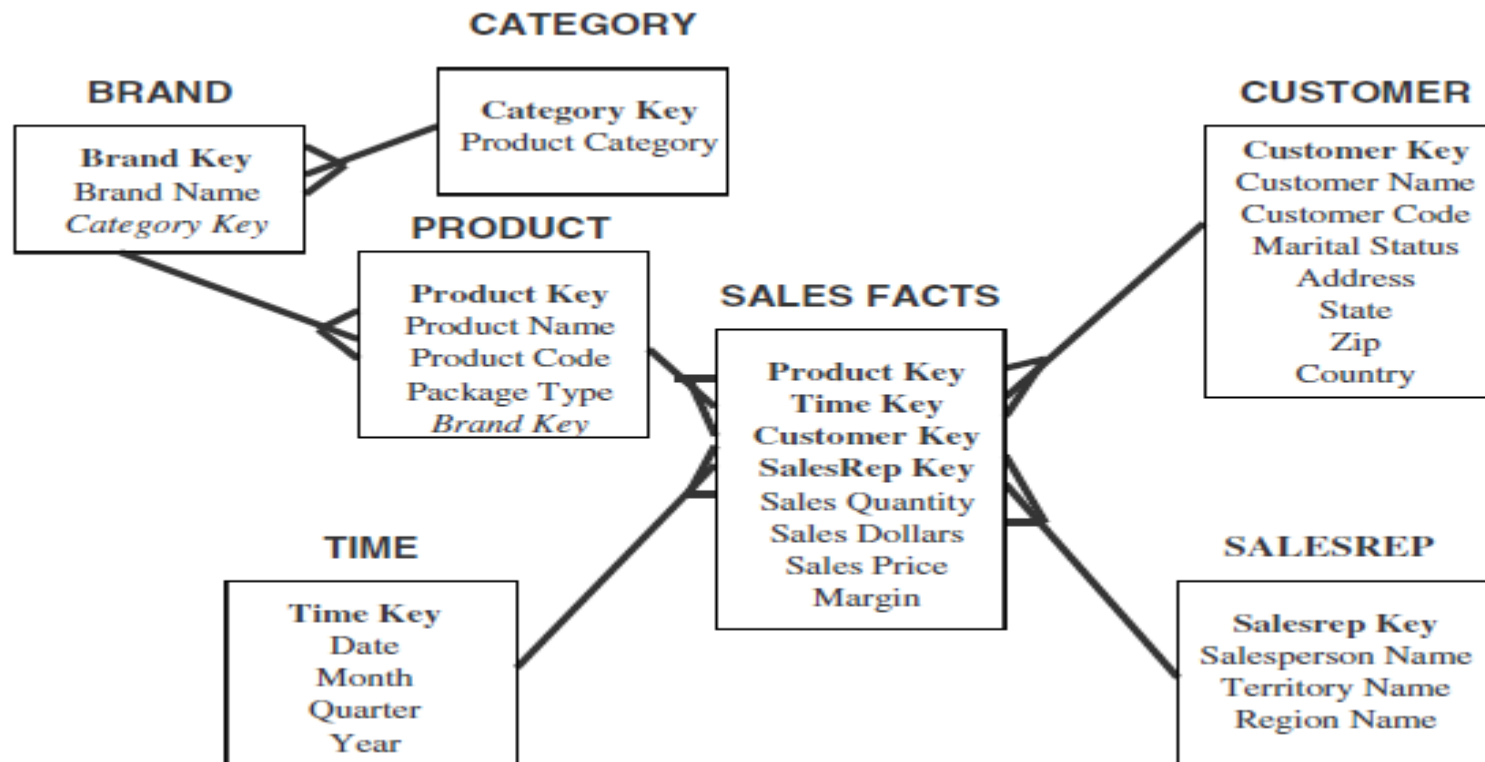 CATEGORY
Category Key
Product Category
BRAND
Brand Key
Brand Name
Category Key
PRODUCT
Product Key
Product Name
Product Code
Package Type
Brand Key
SALES FACTS
Product Key
Time Key
Customer Key
SalesRep Key
Sales Quantity
Sales Dollars
Sales Price
Margin
CUSTOMER
Customer Key
Customer Name
Customer Code
Marital Status
Address
State
Zip
Country
TIME
Time Key
Date
Month
Quarter
Year
SALESREP
Salesrep Key
Salesperson Name
Territory Name
Region Name